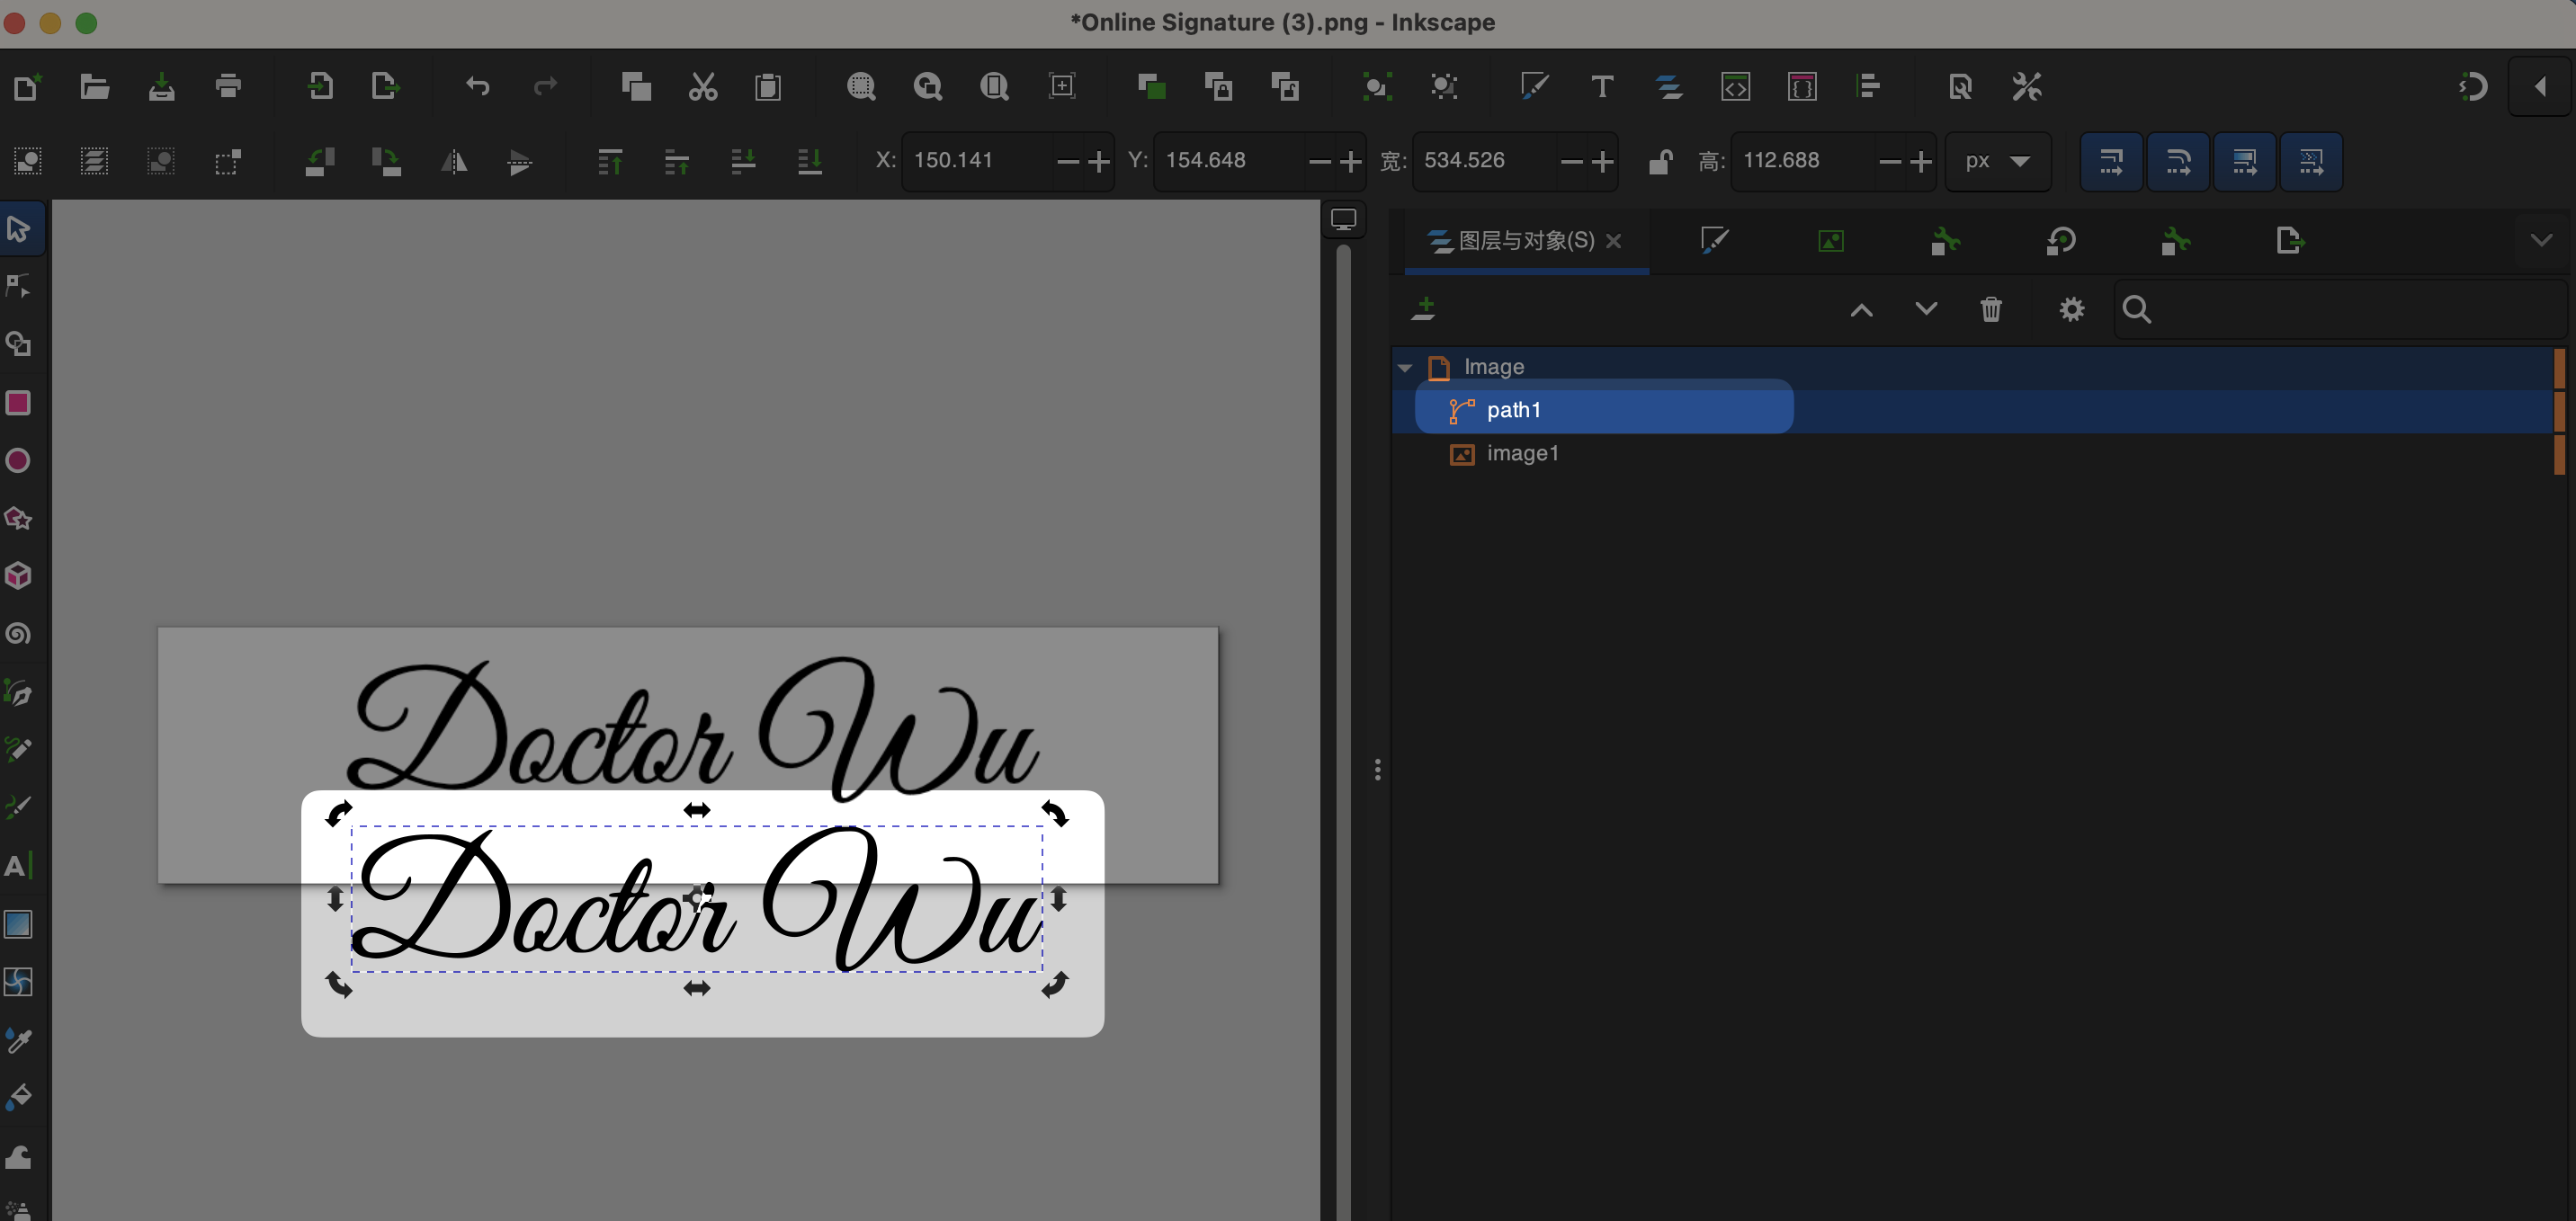 *Online Signature (3).png - Inkscape
X: 150.141 Y: 154.648 宽: 534.526 高: 112.688 px
图层与对象(S)
Image
path1
image1
Doctor Wu
Doctor Wu